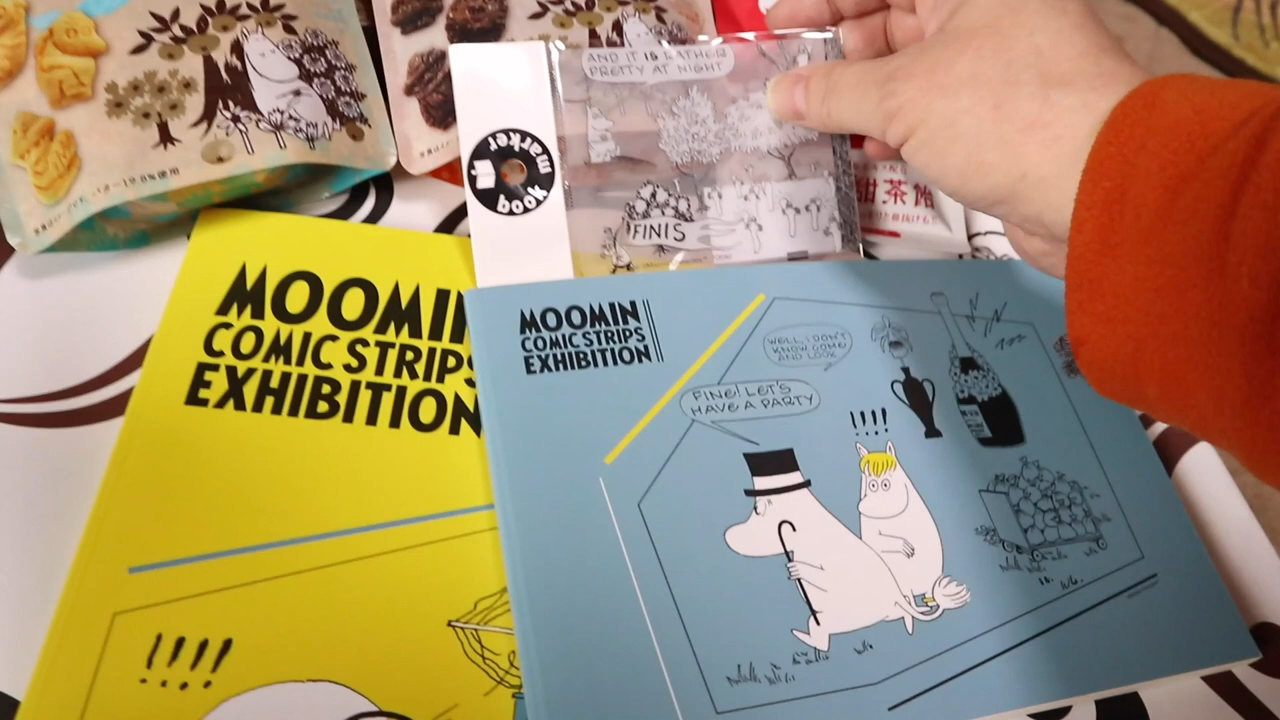 AND IT IS RATHER
PRETTY AT NIGHT
book
marker
FINIS
甜茶飴
MOOMIN
COMIC STRIPS
EXHIBITION
!!!!
MOOMIN
COMIC STRIPS
EXHIBITION
WELL, I DON'T
KNOW COME
AND LOOK
FINE! LET'S
HAVE A PARTY
!!!!